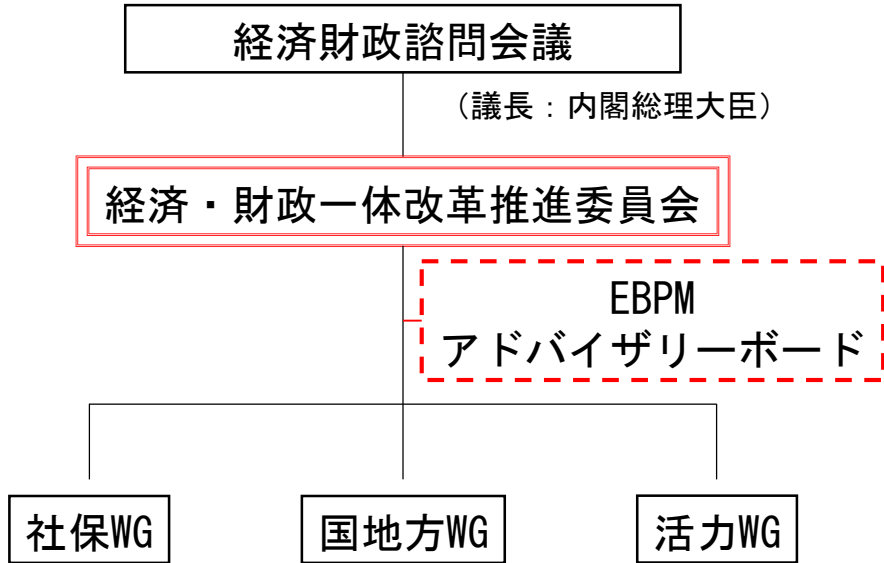 経済財政諮問会議
（議長：内閣総理大臣）
経済・財政一体改革推進委員会
EBPM
アドバイザリーボード
社保WG
国地方WG
活力WG